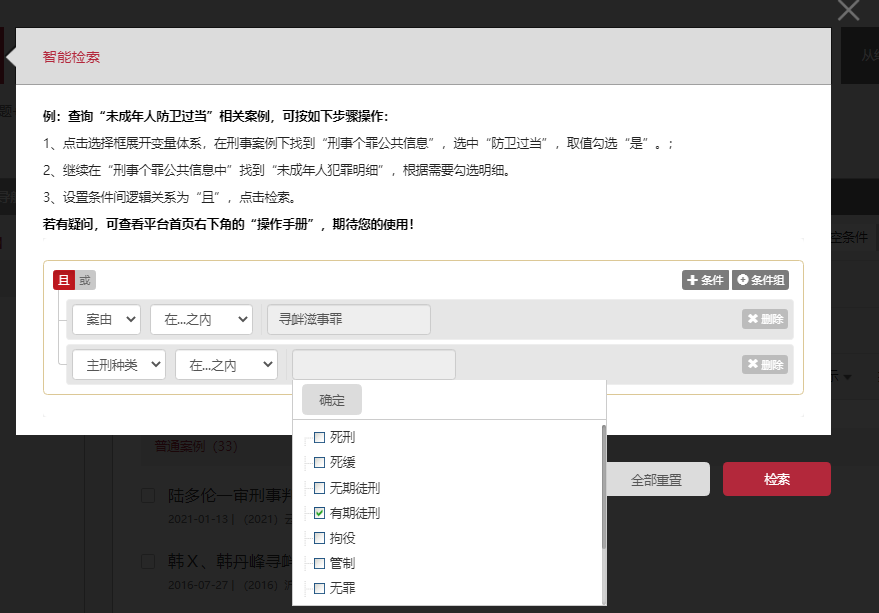 智能检索
从结
题-
例：查询“未成年人防卫过当”相关案例，可按如下步骤操作：
1、点击选择框展开变量体系，在刑事案例下找到“刑事个罪公共信息”，选中“防卫过当”，取值勾选“是”。；
2、继续在“刑事个罪公共信息中”找到“未成年人犯罪明细”，根据需要勾选明细。
3、设置条件间逻辑关系为“且”，点击检索。
若有疑问，可查看平台首页右下角的“操作手册”，期待您的使用！
空条件
且 或 条件 条件组
案由 在...之内 寻衅滋事罪 删除
主刑种类 在...之内 删除
示
确定
死刑
死缓
无期徒刑
有期徒刑
拘役
管制
无罪
普通案例（33）
全部重置 检索
陆多伦一审刑事判
2021-01-13 | （2021）云
韩X、韩丹峰寻衅
2016-07-27 | （2016）